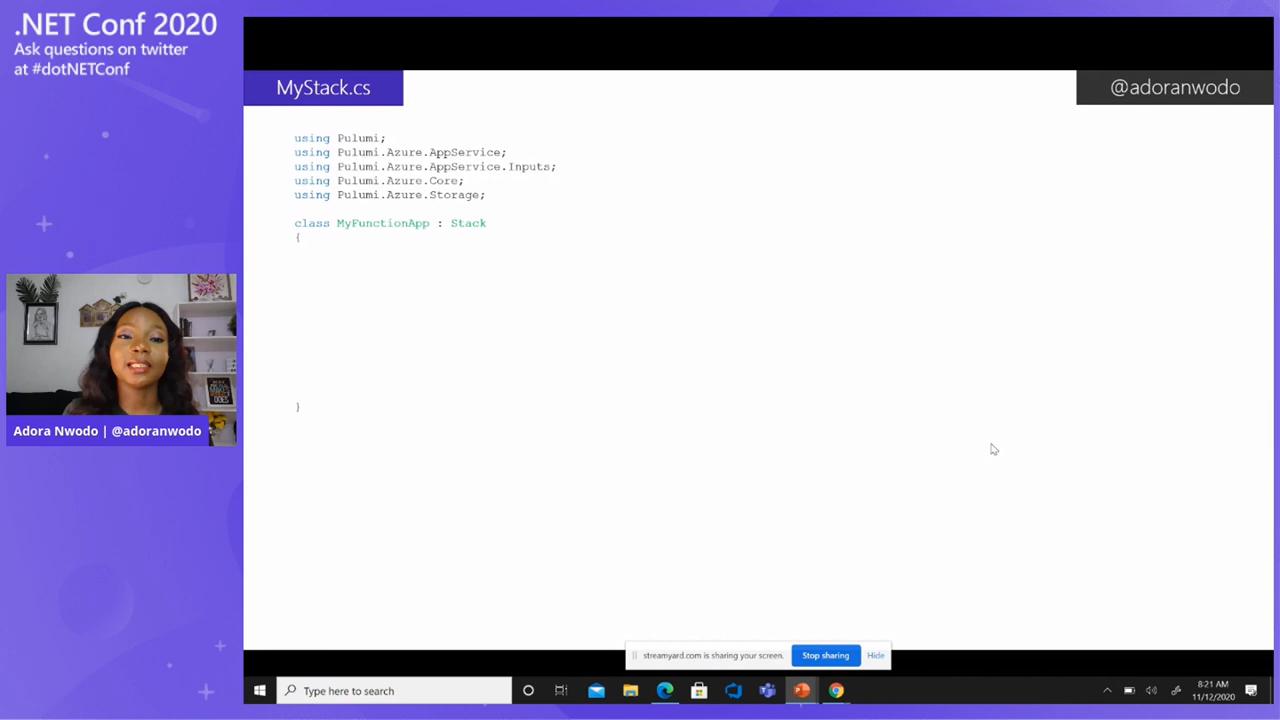 .NET Conf 2020
Ask questions on twitter
at #dotNETConf
MyStack.cs
@adoranwodo
using Pulumi;
using Pulumi.Azure.AppService;
using Pulumi.Azure.AppService.Inputs;
using Pulumi.Azure.Core;
using Pulumi.Azure.Storage;
class MyFunctionApp : Stack
{
}
Adora Nwodo | @adoranwodo
streamyard.com is sharing your screen.
Stop sharing
Hide
Type here to search
8:21 AM
11/12/2020